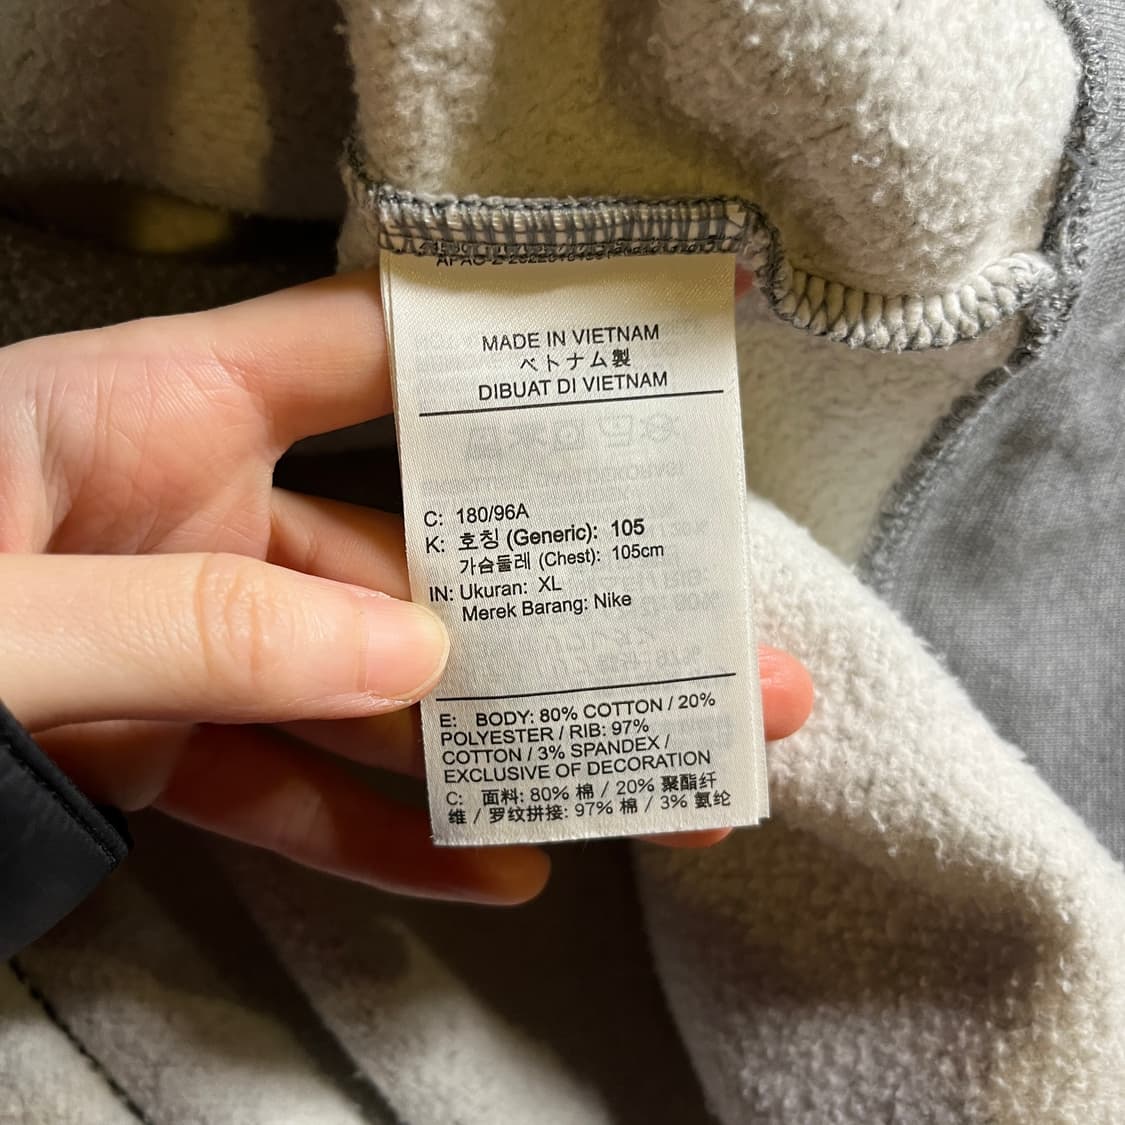 MADE IN VIETNAM
ベトナム製
DIBUAT DI VIETNAM
C: 180/96A
K: 호칭 (Generic): 105
가슴둘레 (Chest): 105cm
IN: Ukuran: XL
Merek Barang: Nike
E: BODY: 80% COTTON / 20%
POLYESTER / RIB: 97%
COTTON / 3% SPANDEX /
EXCLUSIVE OF DECORATION
C: 面料: 80% 棉 / 20% 聚酯纤
维 / 罗纹拼接: 97% 棉 / 3% 氨纶